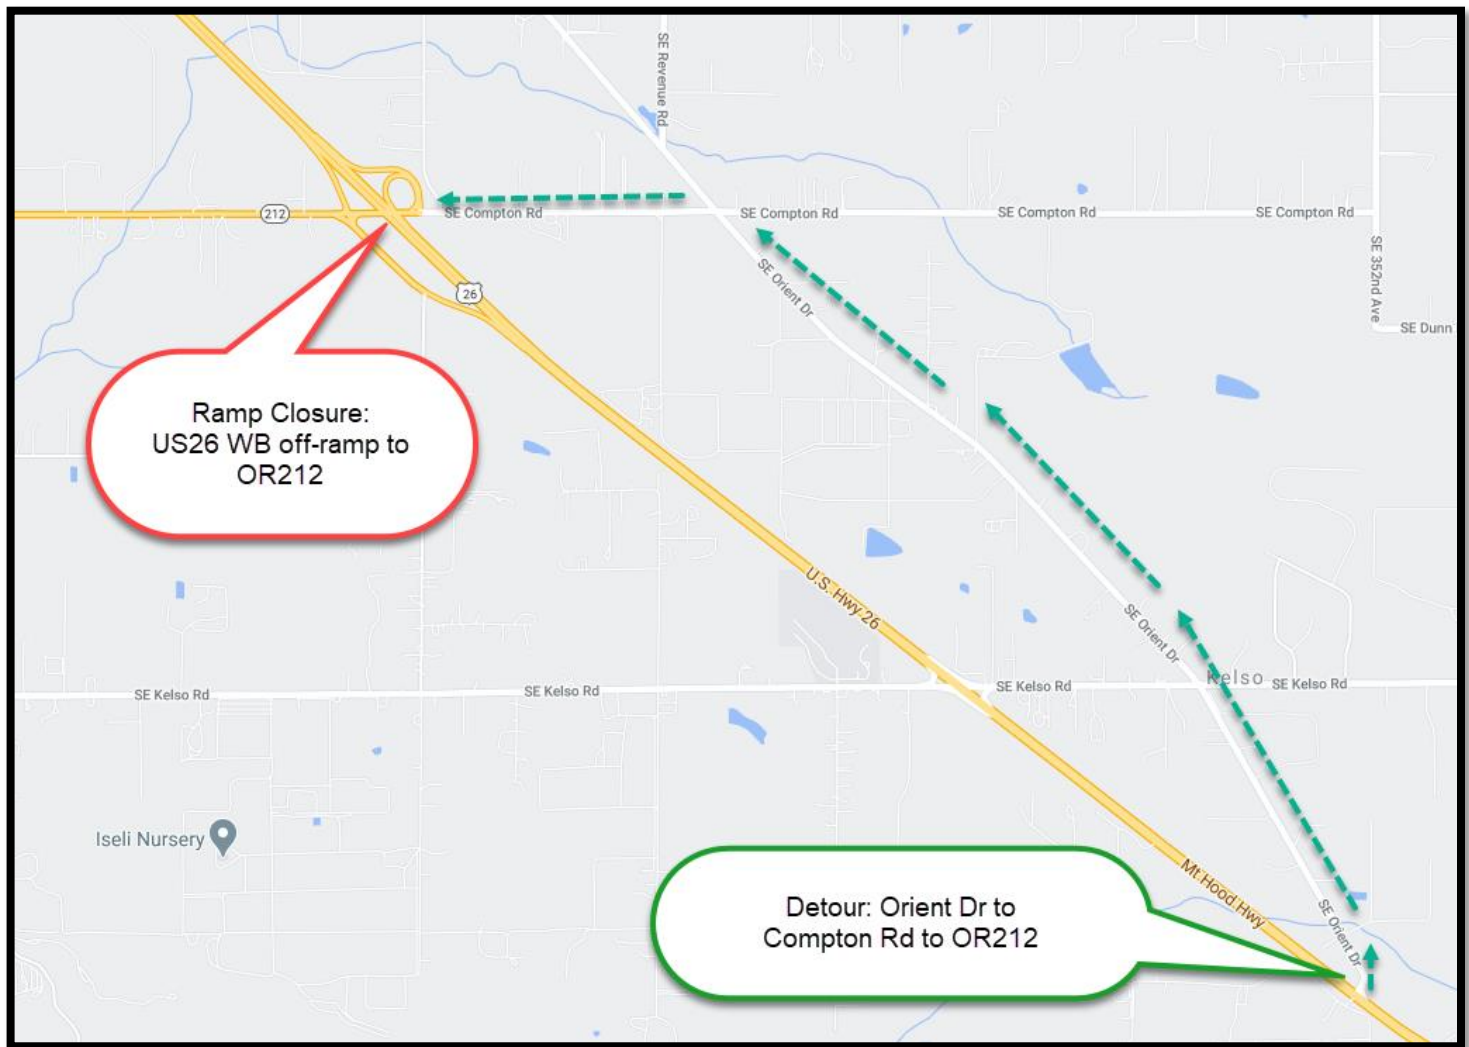 SE Revenue Rd
212
SE Compton Rd
SE Compton Rd
SE Compton Rd
SE Compton Rd
SE 352nd Ave
SE Orient Dr
26
SE Dunn
Ramp Closure:
US26 WB off-ramp to
OR212
U.S. Hwy 26
SE Orient Dr
Kelso
SE Kelso Rd
SE Kelso Rd
SE Kelso Rd
SE Kelso Rd
Iseli Nursery
Mt Hood Hwy
SE Orient Dr
Detour: Orient Dr to
Compton Rd to OR212